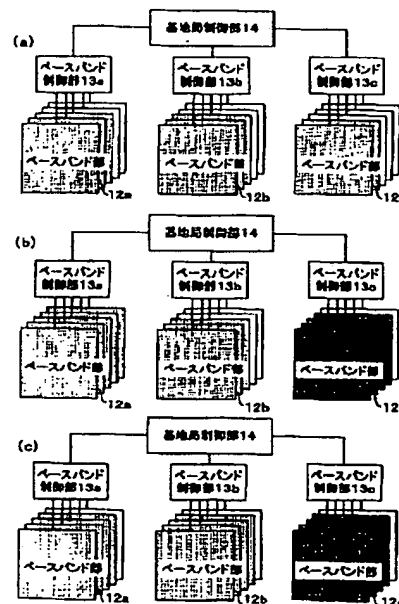 (a)
基地局制御部14
ベースバンド
制御部13a
ベースバンド
制御部13b
ベースバンド
制御部13c
ベースバンド部
ベースバンド部
ベースバンド部
12a
12b
(b)
基地局制御部14
ベースバンド
制御部13a
ベースバンド
制御部13b
ベースバンド
制御部13c
ベースバンド部
ベースバンド部
ベースバンド部
12a
12b
(c)
基地局制御部14
ベースバンド
制御部13a
ベースバンド
制御部13b
ベースバンド
制御部13c
ベースバンド部
ベースバンド部
ベースバンド部
12a
12b